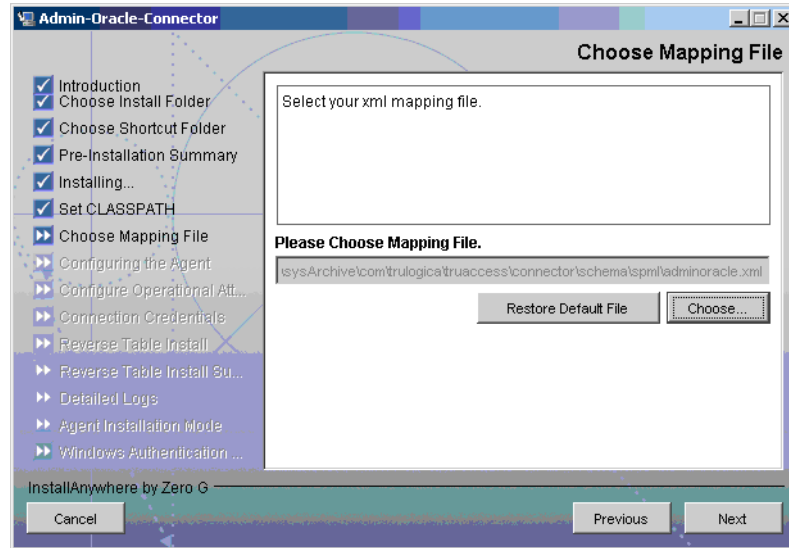 Admin-Oracle-Connector
Choose Mapping File
Introduction
Choose Install Folder
Choose Shortcut Folder
Pre-Installation Summary
Installing...
Set CLASSPATH
Choose Mapping File
Configuring the Agent
Configure Operational Att...
Connection Credentials
Reverse Table Install
Reverse Table Install Su...
Detailed Logs
Agent Installation Mode
Windows Authentication ...
Select your xml mapping file.
Please Choose Mapping File.
\sysArchive\com\trulogica\truaccess\connector\schema\spml\adminoracle.xml
Restore Default File
Choose...
InstallAnywhere by Zero G
Cancel
Previous
Next